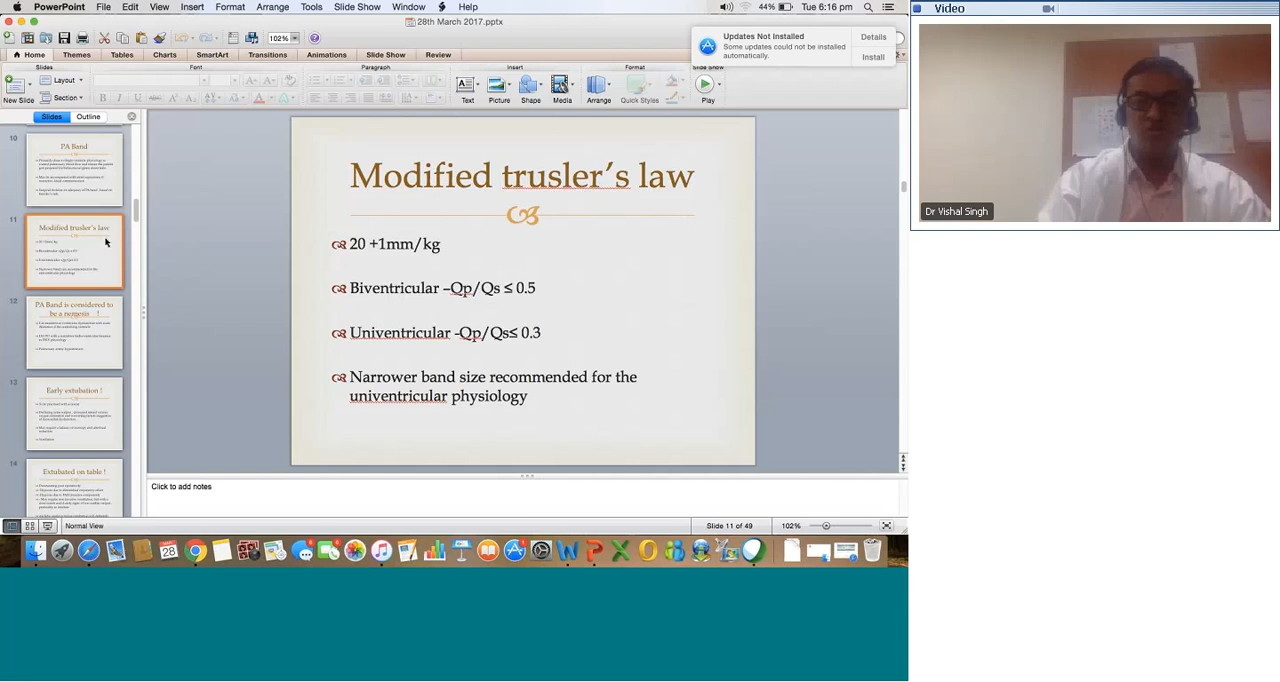 PowerPoint File Edit View Insert Format Arrange Tools Slide Show Window Help 44% Tue 6:16 pm
28th March 2017.pptx
102%
Updates Not Installed
Some updates could not be installed
automatically.
Details
Install
Home Themes Tables Charts SmartArt Transitions Animations Slide Show Review
Slides Font Paragraph Insert Format Slide Show
New Slide Layout Section Text Picture Shape Media Arrange Quick Styles Play
Slides Outline
10
PA Band
11
Modified trusler's law
12
PA Band is considered to
be a nemesis !
13
Early extubation !
14
Extubated on table !
Modified trusler's law
20 +1mm/kg
Biventricular –Qp/Qs ≤ 0.5
Univentricular -Qp/Qs≤ 0.3
Narrower band size recommended for the
univentricular physiology
Click to add notes
Normal View Slide 11 of 49 102%
Video
Dr Vishal Singh